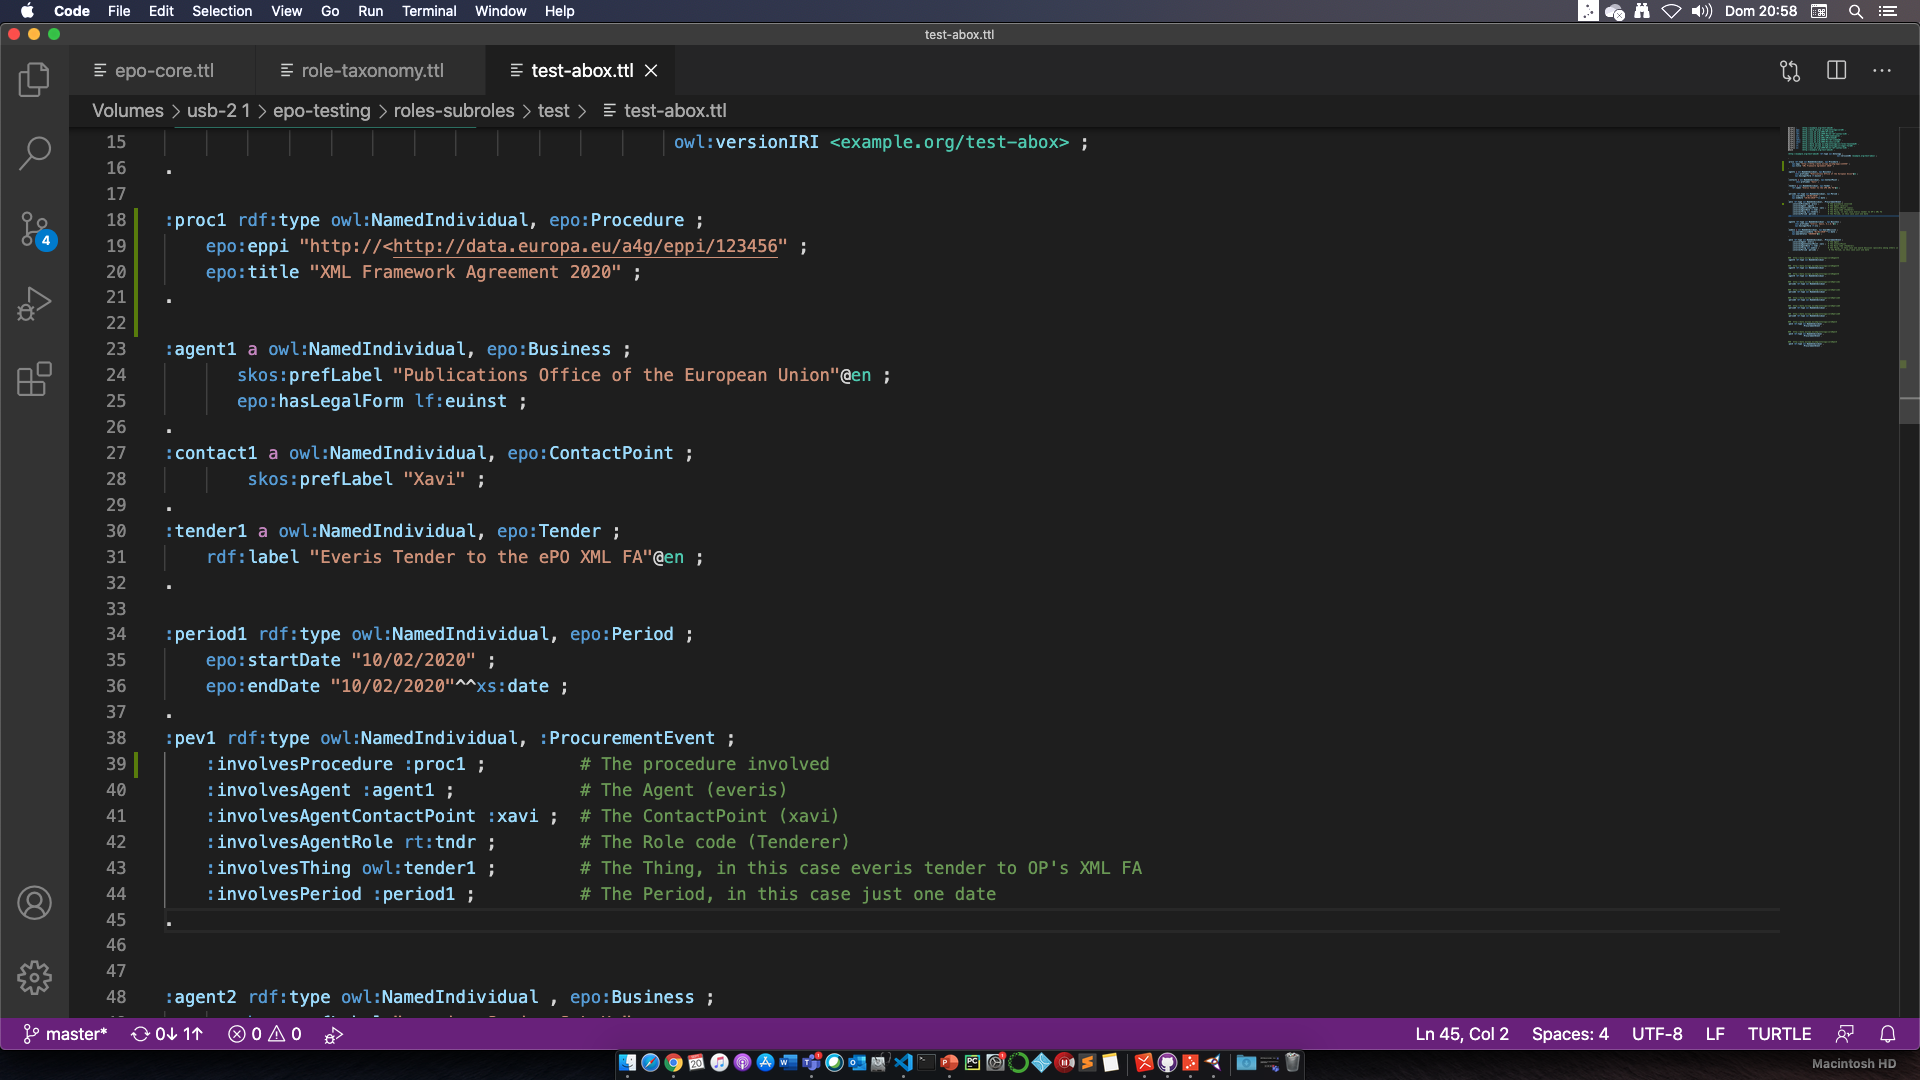 Code File Edit Selection View Go Run Terminal Window Help Dom 20:58
test-abox.ttl
epo-core.ttl role-taxonomy.ttl test-abox.ttl
Volumes > usb-2 1 > epo-testing > roles-subroles > test > test-abox.ttl
15 owl:versionIRI <example.org/test-abox> ;
16 .
17
18 :proc1 rdf:type owl:NamedIndividual, epo:Procedure ;
19 epo:eppi "http://<http://data.europa.eu/a4g/eppi/123456" ;
20 epo:title "XML Framework Agreement 2020" ;
21 .
22
23 :agent1 a owl:NamedIndividual, epo:Business ;
24 skos:prefLabel "Publications Office of the European Union"@en ;
25 epo:hasLegalForm lf:euinst ;
26 .
27 :contact1 a owl:NamedIndividual, epo:ContactPoint ;
28 skos:prefLabel "Xavi" ;
29 .
30 :tender1 a owl:NamedIndividual, epo:Tender ;
31 rdf:label "Everis Tender to the ePO XML FA"@en ;
32 .
33
34 :period1 rdf:type owl:NamedIndividual, epo:Period ;
35 epo:startDate "10/02/2020" ;
36 epo:endDate "10/02/2020"^^xs:date ;
37 .
38 :pev1 rdf:type owl:NamedIndividual, :ProcurementEvent ;
39 :involvesProcedure :proc1 ; # The procedure involved
40 :involvesAgent :agent1 ; # The Agent (everis)
41 :involvesAgentContactPoint :xavi ; # The ContactPoint (xavi)
42 :involvesAgentRole rt:tndr ; # The Role code (Tenderer)
43 :involvesThing owl:tender1 ; # The Thing, in this case everis tender to OP's XML FA
44 :involvesPeriod :period1 ; # The Period, in this case just one date
45 .
46
47
48 :agent2 rdf:type owl:NamedIndividual , epo:Business ;
4
master* 0↓ 1↑ 0 0 Ln 45, Col 2 Spaces: 4 UTF-8 LF TURTLE
Macintosh HD